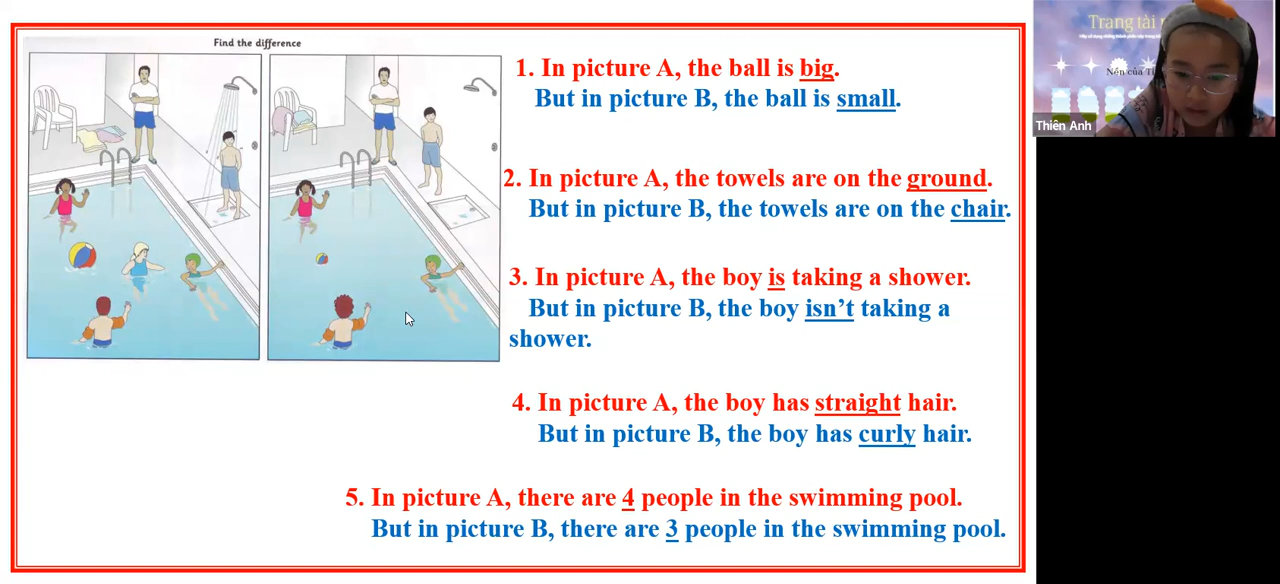 Find the difference
1. In picture A, the ball is big.
But in picture B, the ball is small.
2. In picture A, the towels are on the ground.
But in picture B, the towels are on the chair.
3. In picture A, the boy is taking a shower.
But in picture B, the boy isn’t taking a
shower.
4. In picture A, the boy has straight hair.
But in picture B, the boy has curly hair.
5. In picture A, there are 4 people in the swimming pool.
But in picture B, there are 3 people in the swimming pool.
Trang tài
Nền của
Thiên Anh